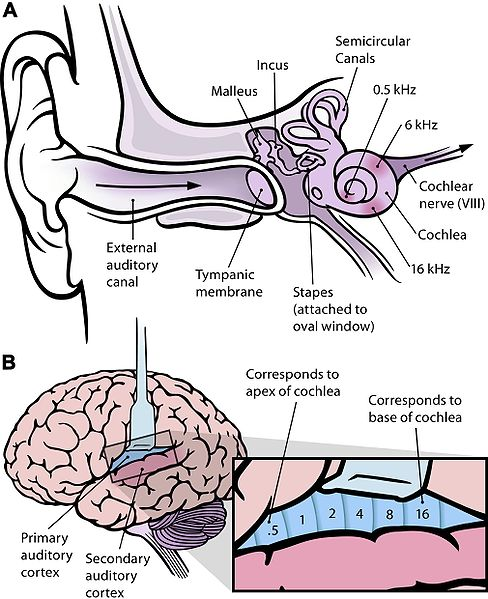 A
Semicircular
Canals
Incus
Malleus
0.5 kHz
6 kHz
Cochlear
nerve (VIII)
Cochlea
16 kHz
External
auditory
canal
Tympanic
membrane
Stapes
(attached to
oval window)
B
Corresponds to
apex of cochlea
Corresponds to
base of cochlea
.5 1 2 4 8 16
Primary
auditory
cortex
Secondary
auditory
cortex